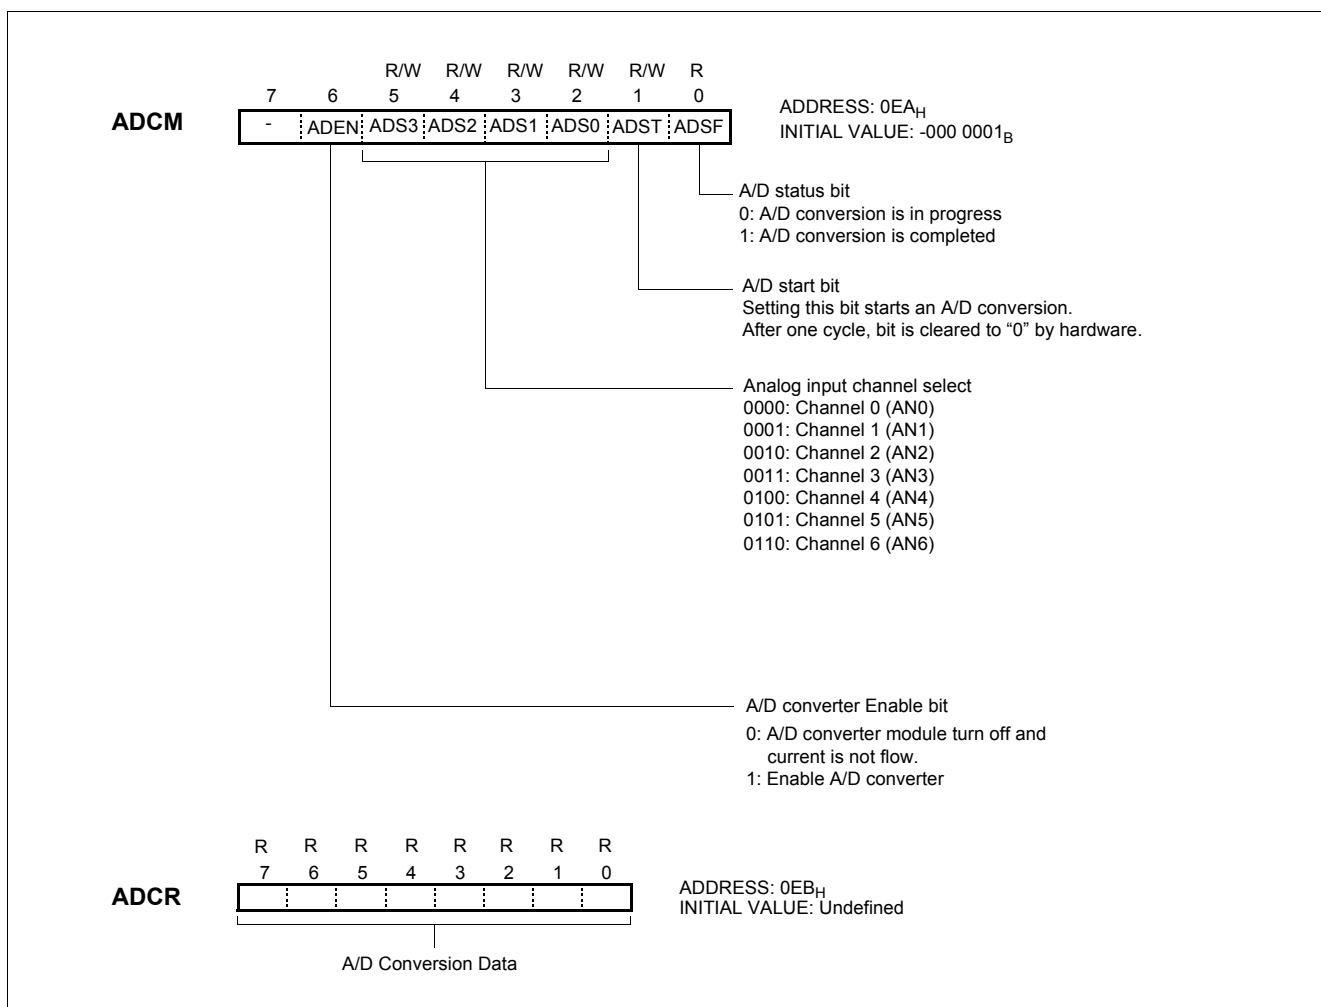 R/W R/W R/W R/W R/W R
7 6 5 4 3 2 1 0
ADCM - ADEN ADS3 ADS2 ADS1 ADS0 ADST ADSF
ADDRESS: 0EAH
INITIAL VALUE: -000 0001B
A/D status bit
0: A/D conversion is in progress
1: A/D conversion is completed
A/D start bit
Setting this bit starts an A/D conversion.
After one cycle, bit is cleared to “0” by hardware.
Analog input channel select
0000: Channel 0 (AN0)
0001: Channel 1 (AN1)
0010: Channel 2 (AN2)
0011: Channel 3 (AN3)
0100: Channel 4 (AN4)
0101: Channel 5 (AN5)
0110: Channel 6 (AN6)
A/D converter Enable bit
0: A/D converter module turn off and
current is not flow.
1: Enable A/D converter
R R R R R R R R
7 6 5 4 3 2 1 0
ADCR
ADDRESS: 0EBH
INITIAL VALUE: Undefined
A/D Conversion Data